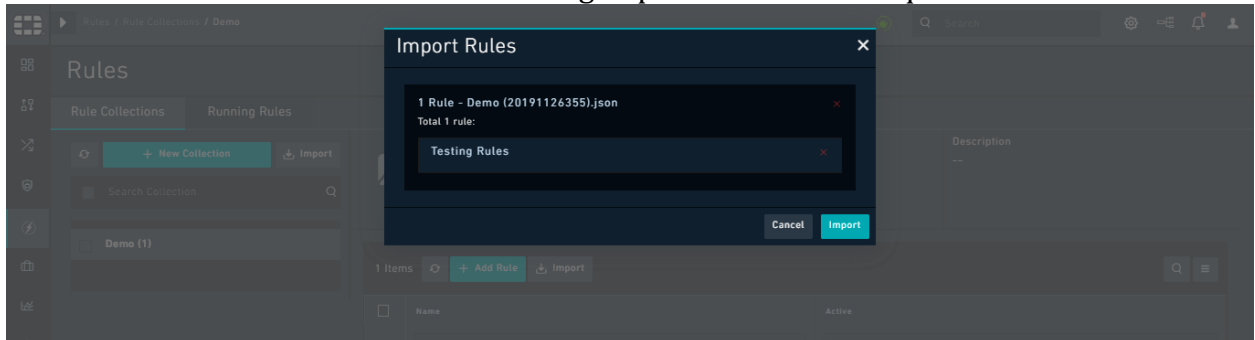 Rules / Rule Collections / Demo
Search
Rules
Rule Collections
Running Rules
+ New Collection
Import
Search Collection
Demo (1)
Import Rules
1 Rule - Demo (20191126355).json
Total 1 rule:
Testing Rules
Cancel
Import
Description
--
1 Items
+ Add Rule
Import
Name
Active